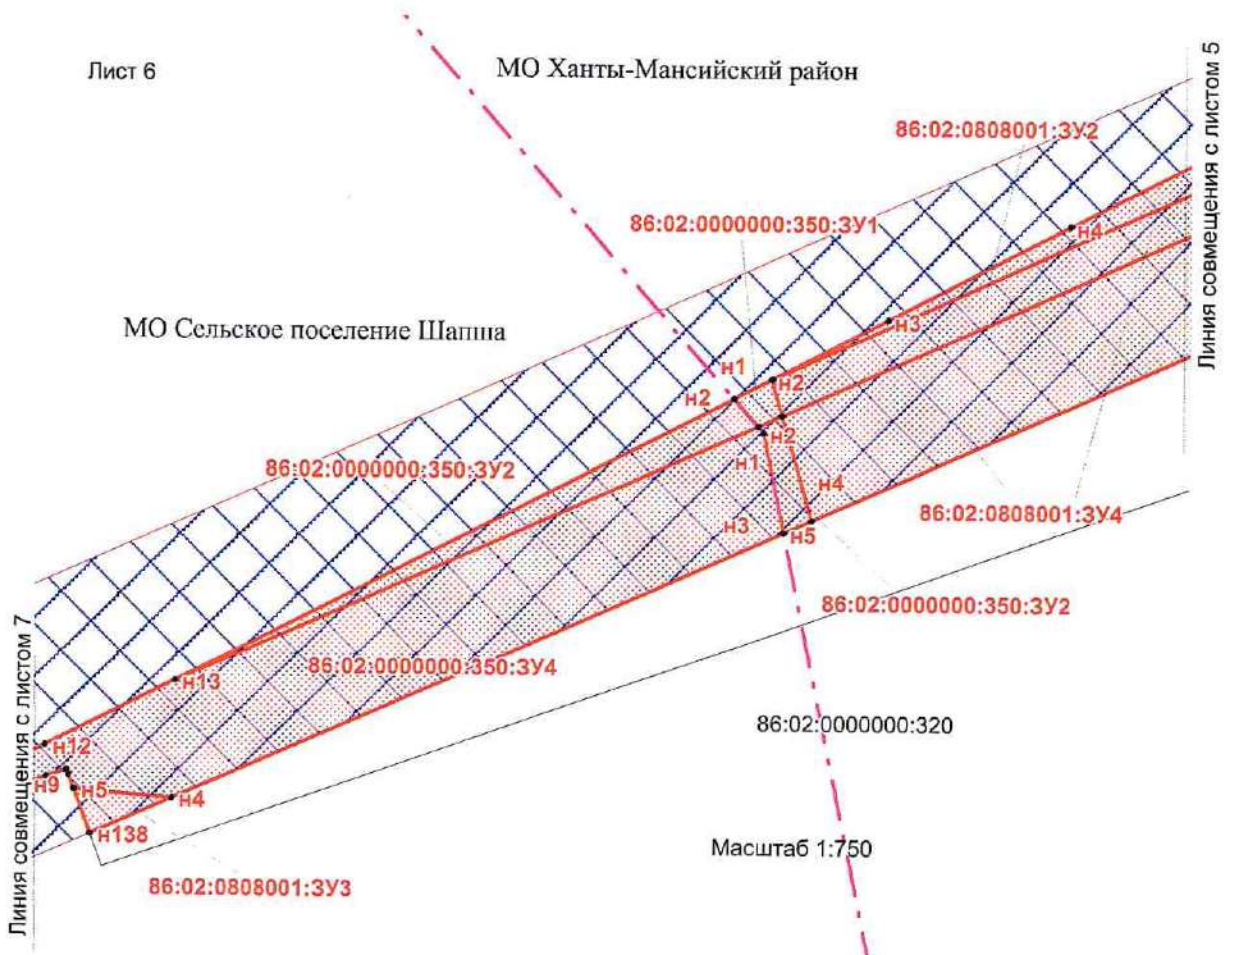 Лист 6
МО Ханты-Мансийский район
Линия совмещения с листом 5
86:02:0808001:ЗУ2
86:02:0000000:350:ЗУ1
н4
МО Сельское поселение Шапша
н3
н1
н2
н2
н2
н1
86:02:0000000:350:ЗУ2
н4
86:02:0808001:ЗУ4
н3
н5
86:02:0000000:350:ЗУ2
Линия совмещения с листом 7
86:02:0000000:350:ЗУ4
н13
86:02:0000000:320
н12
н9
н5
н4
н138
Масштаб 1:750
86:02:0808001:ЗУ3